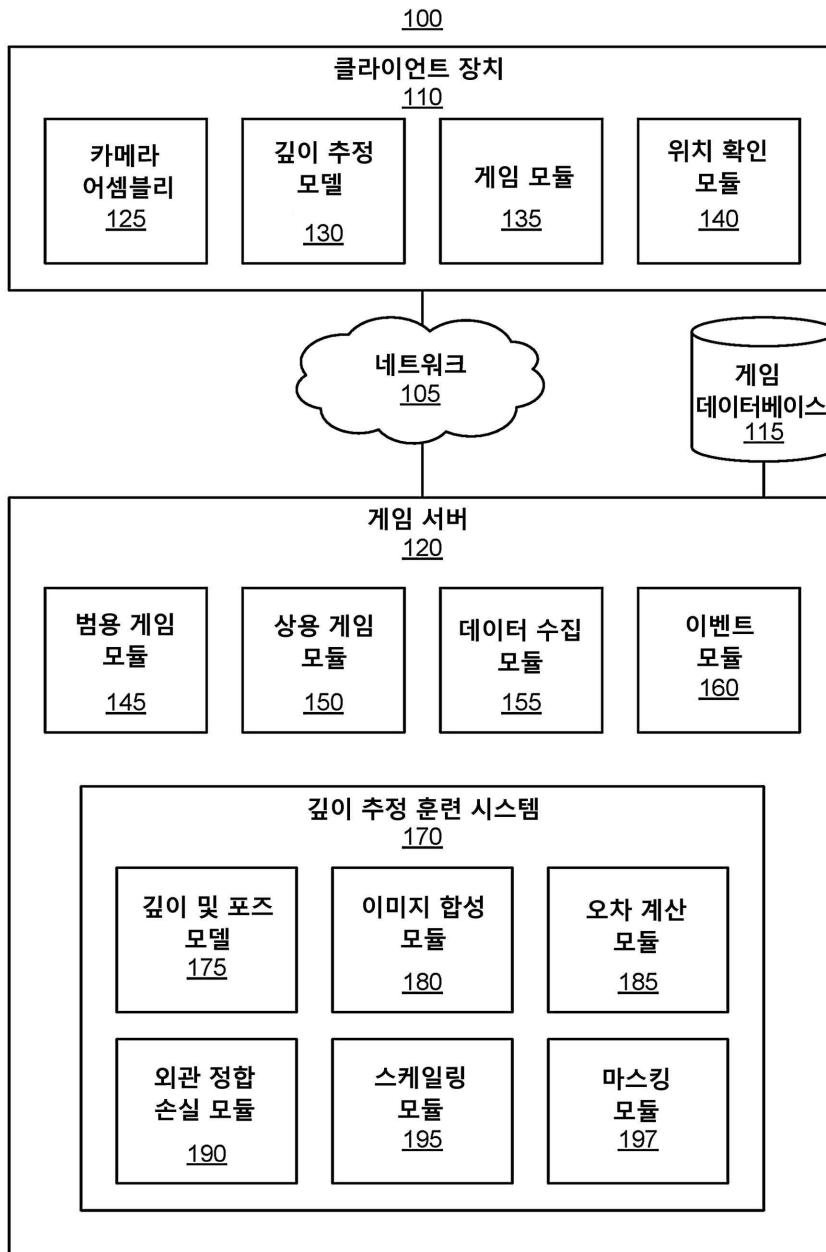 100
클라이언트 장치
110
카메라
어셈블리
125
깊이 추정
모델
130
게임 모듈
135
위치 확인
모듈
140
네트워크
105
게임
데이터베이스
115
게임 서버
120
범용 게임
모듈
145
상용 게임
모듈
150
데이터 수집
모듈
155
이벤트
모듈
160
깊이 추정 훈련 시스템
170
깊이 및 포즈
모델
175
이미지 합성
모듈
180
오차 계산
모듈
185
외관 정합
손실 모듈
190
스케일링
모듈
195
마스킹
모듈
197